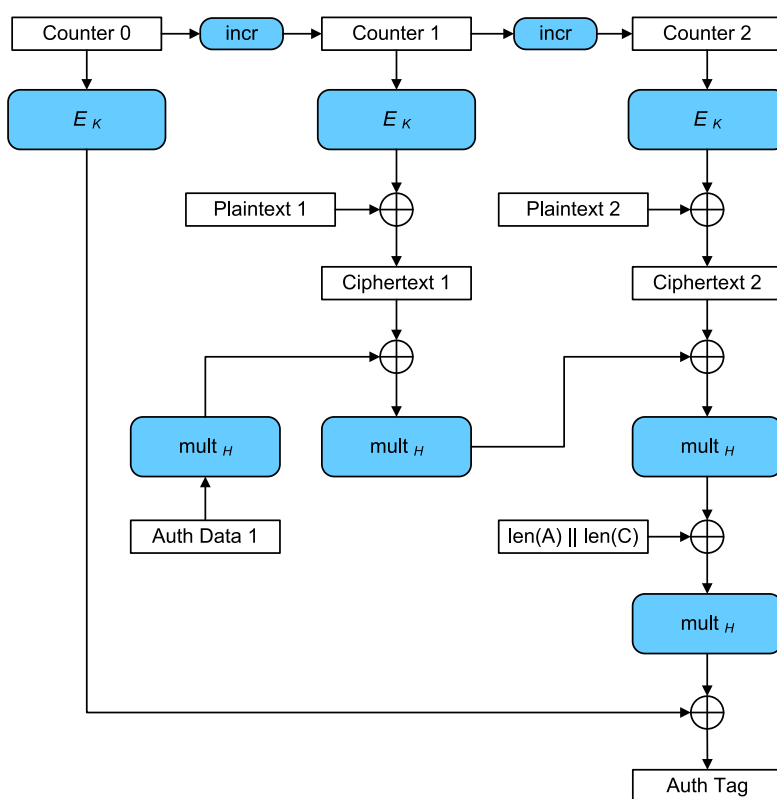 Counter 0
incr
Counter 1
incr
Counter 2
E K
E K
E K
Plaintext 1
Plaintext 2
Ciphertext 1
Ciphertext 2
mult H
mult H
mult H
Auth Data 1
len(A) || len(C)
mult H
Auth Tag